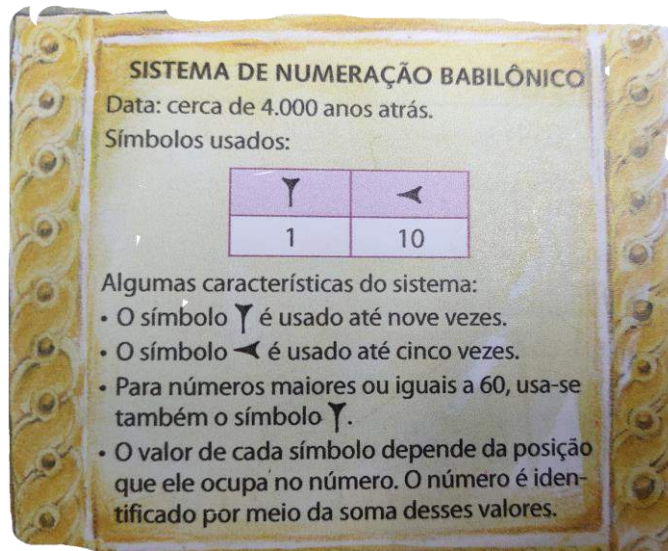 SISTEMA DE NUMERAÇÃO BABILÔNICO
Data: cerca de 4.000 anos atrás.
Símbolos usados:
𒁹 𒌋
1 10
Algumas características do sistema:
• O símbolo 𒁹 é usado até nove vezes.
• O símbolo 𒌋 é usado até cinco vezes.
• Para números maiores ou iguais a 60, usa-se
também o símbolo 𒁹.
• O valor de cada símbolo depende da posição
que ele ocupa no número. O número é iden-
tificado por meio da soma desses valores.